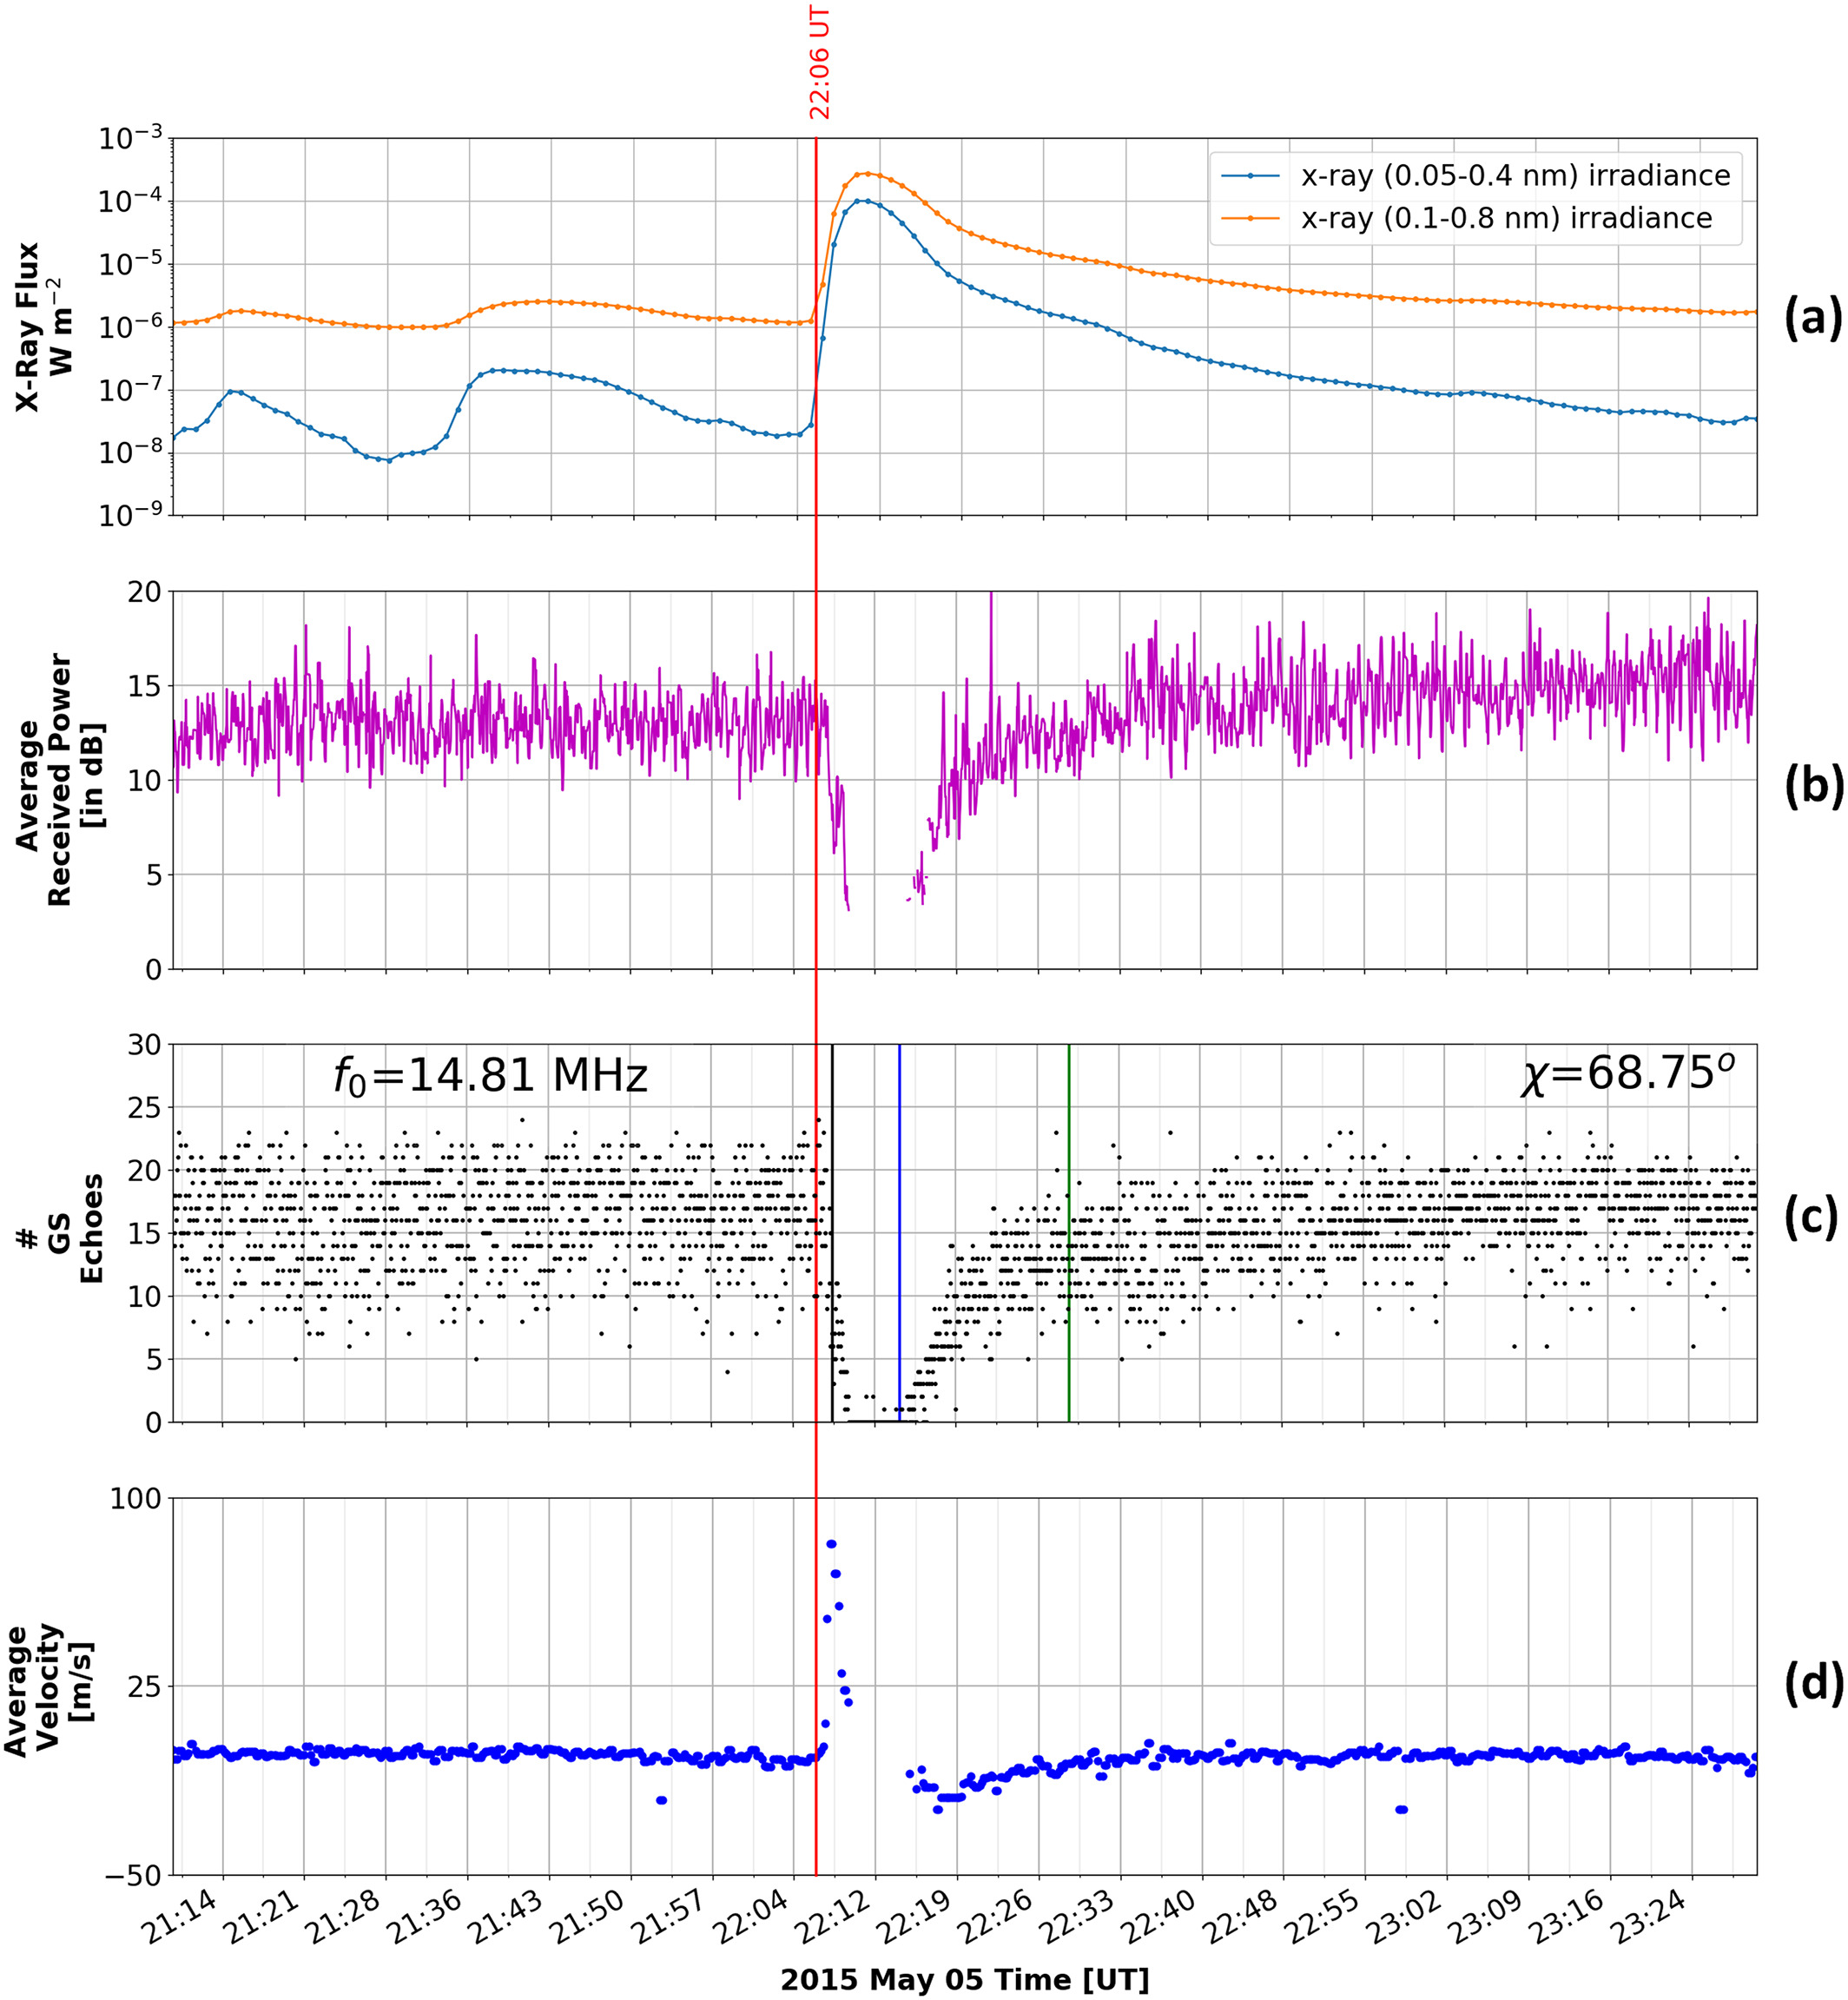 22:06 UT
10⁻³
10⁻⁴
10⁻⁵
10⁻⁶
10⁻⁷
10⁻⁸
10⁻⁹
X-Ray Flux
W m⁻²
x-ray (0.05-0.4 nm) irradiance
x-ray (0.1-0.8 nm) irradiance
(a)
20
15
10
5
0
Average
Received Power
[in dB]
(b)
30
25
20
15
10
5
0
#
GS
Echoes
f₀=14.81 MHz
χ=68.75ᵒ
(c)
100
25
−50
Average
Velocity
[m/s]
(d)
21:14 21:21 21:28 21:36 21:43 21:50 21:57 22:04 22:12 22:19 22:26 22:33 22:40 22:48 22:55 23:02 23:09 23:16 23:24
2015 May 05 Time [UT]